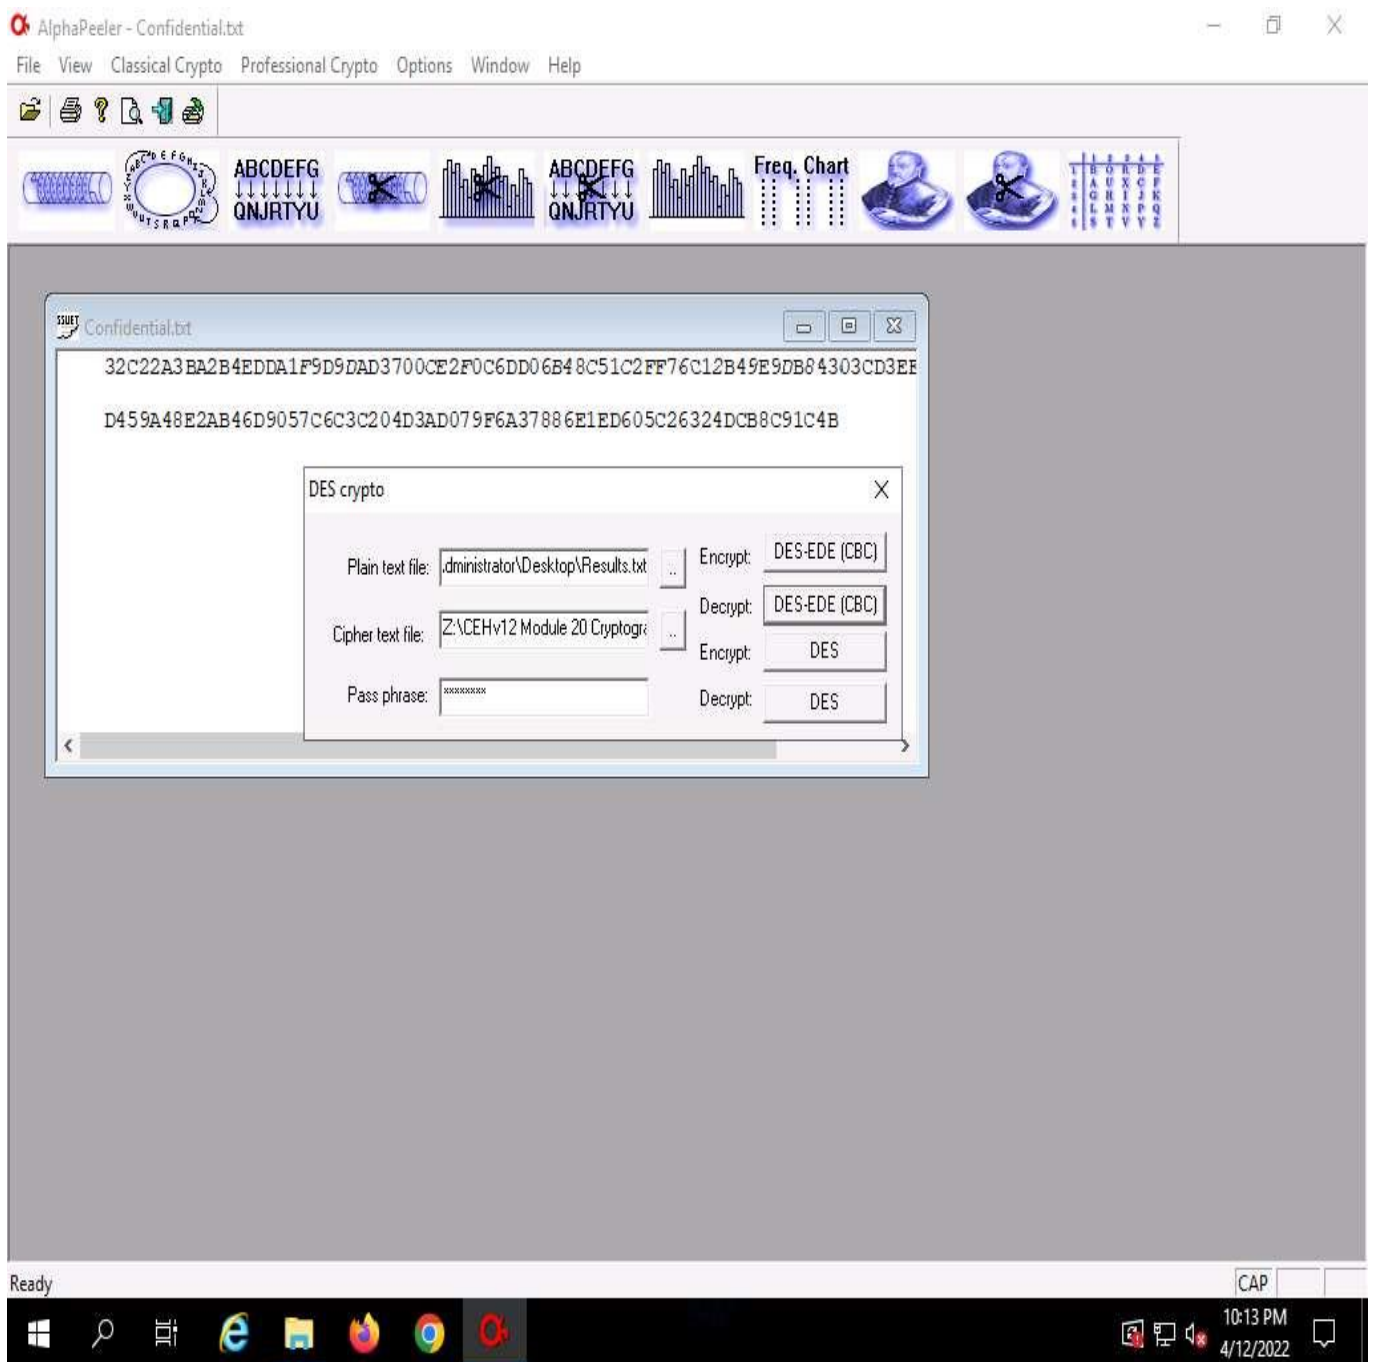 AlphaPeeler - Confidential.txt
File View Classical Crypto Professional Crypto Options Window Help
ABCDEFG
QNJRTYU
ABCDEFG
QNJRTYU
Freq. Chart
SSUET
Confidential.txt
32C22A3BA2B4EDDA1F9D9DAD3700CE2F0C6DD06B48C51C2FF76C12B49E9DB84303CD3EE
D459A48E2AB46D9057C6C3C204D3AD079F6A37886E1ED605C26324DCB8C91C4B
DES crypto
Plain text file: .dministrator\Desktop\Results.txt .. Encrypt: DES-EDE (CBC)
Decrypt: DES-EDE (CBC)
Cipher text file: Z:\CEHv12 Module 20 Cryptogra ..
Encrypt: DES
Pass phrase: xxxxxxxx
Decrypt: DES
Ready
CAP
10:13 PM
4/12/2022